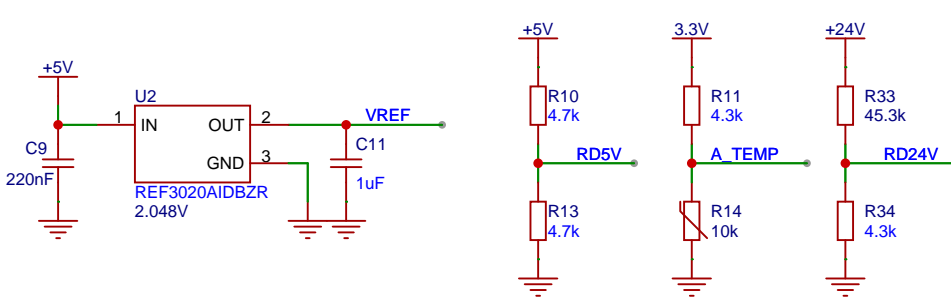 +5V
C9
220nF
U2
1
IN
OUT
2
GND
3
REF3020AIDBZR
2.048V
VREF
C11
1uF
+5V
R10
4.7k
RD5V
R13
4.7k
3.3V
R11
4.3k
A_TEMP
R14
10k
+24V
R33
45.3k
RD24V
R34
4.3k